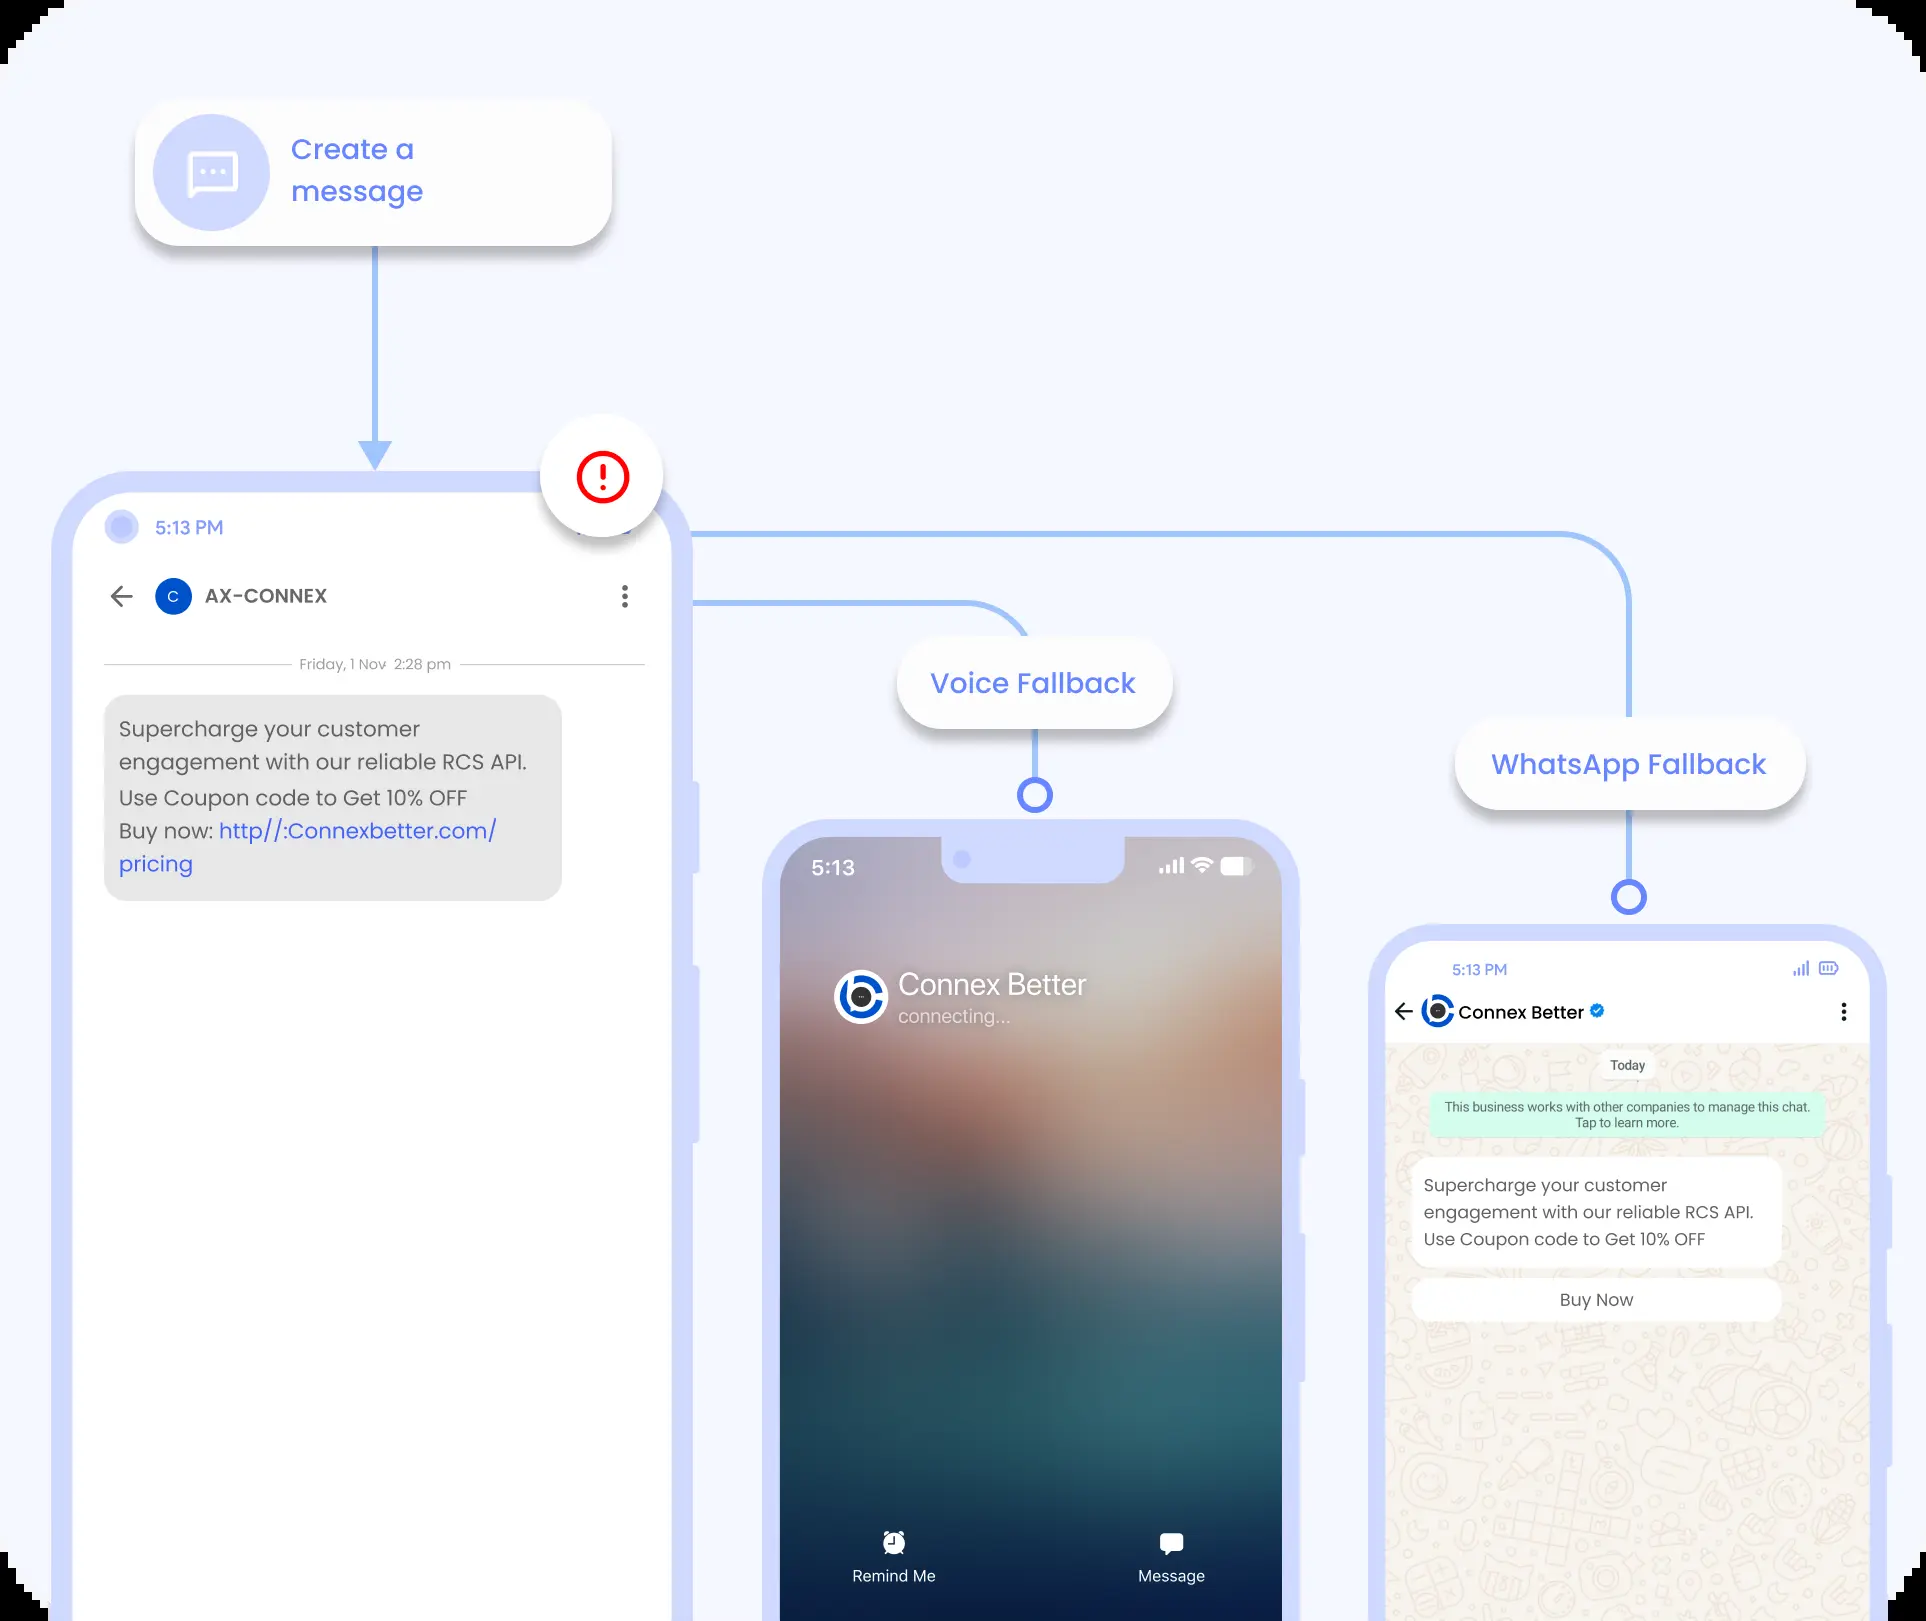 Create a
message
5:13 PM
C
AX-CONNEX
Friday, 1 Nov 2:28 pm
Supercharge your customer
engagement with our reliable RCS API.
Use Coupon code to Get 10% OFF
Buy now: http//:Connexbetter.com/
pricing
Voice Fallback
5:13
Connex Better
connecting...
Remind Me
Message
WhatsApp Fallback
5:13 PM
Connex Better
Today
This business works with other companies to manage this chat.
Tap to learn more.
Supercharge your customer
engagement with our reliable RCS API.
Use Coupon code to Get 10% OFF
Buy Now